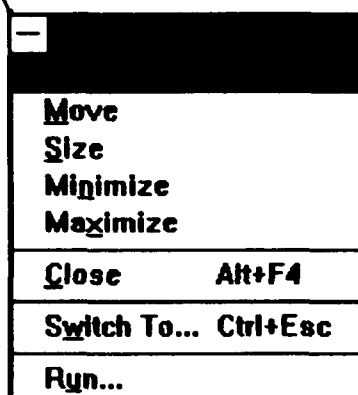 Move
Size
Minimize
Maximize
Close Alt+F4
Switch To... Ctrl+Esc
Run...